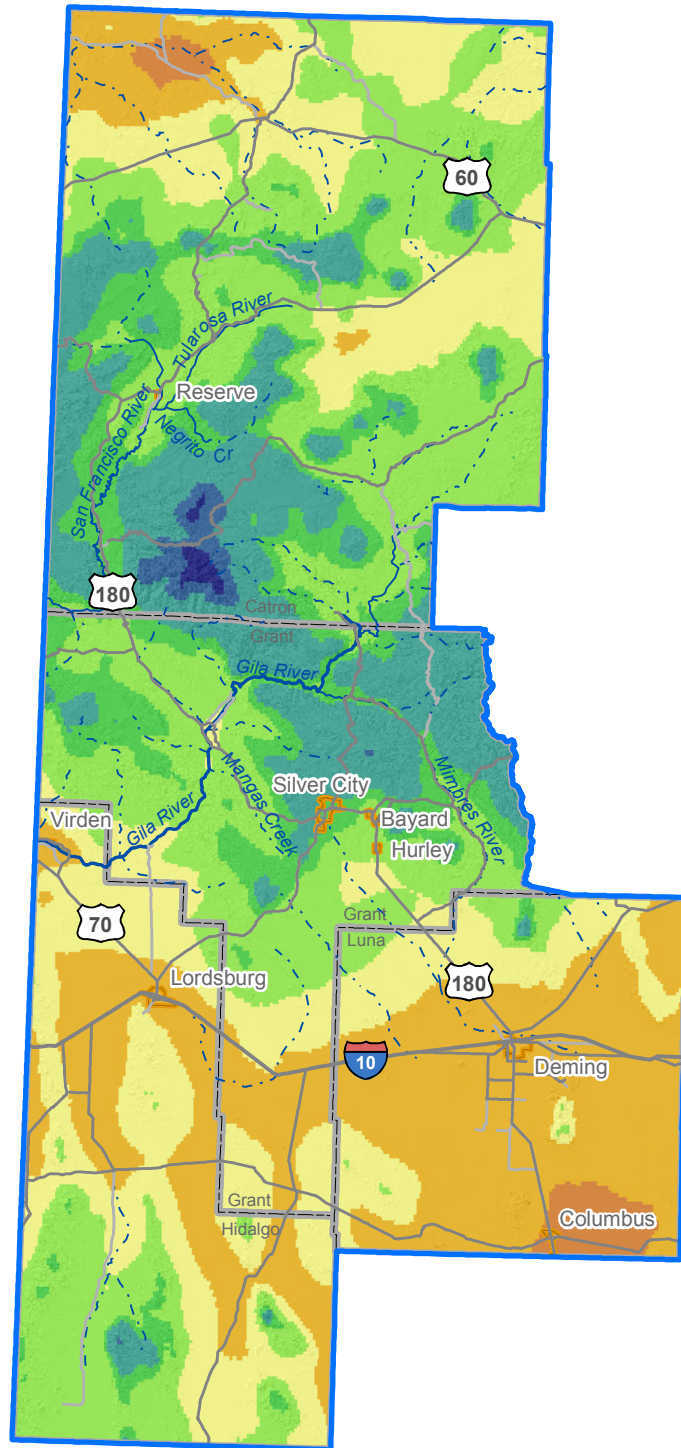 60
Tularosa River
Reserve
San Francisco River
Negrito Cr
180
Catron
Grant
Gila River
Mangas Creek
Silver City
Mimbres River
Virden
Gila River
Bayard
Hurley
70
Grant
Luna
Lordsburg
180
10
Deming
Grant
Hidalgo
Columbus